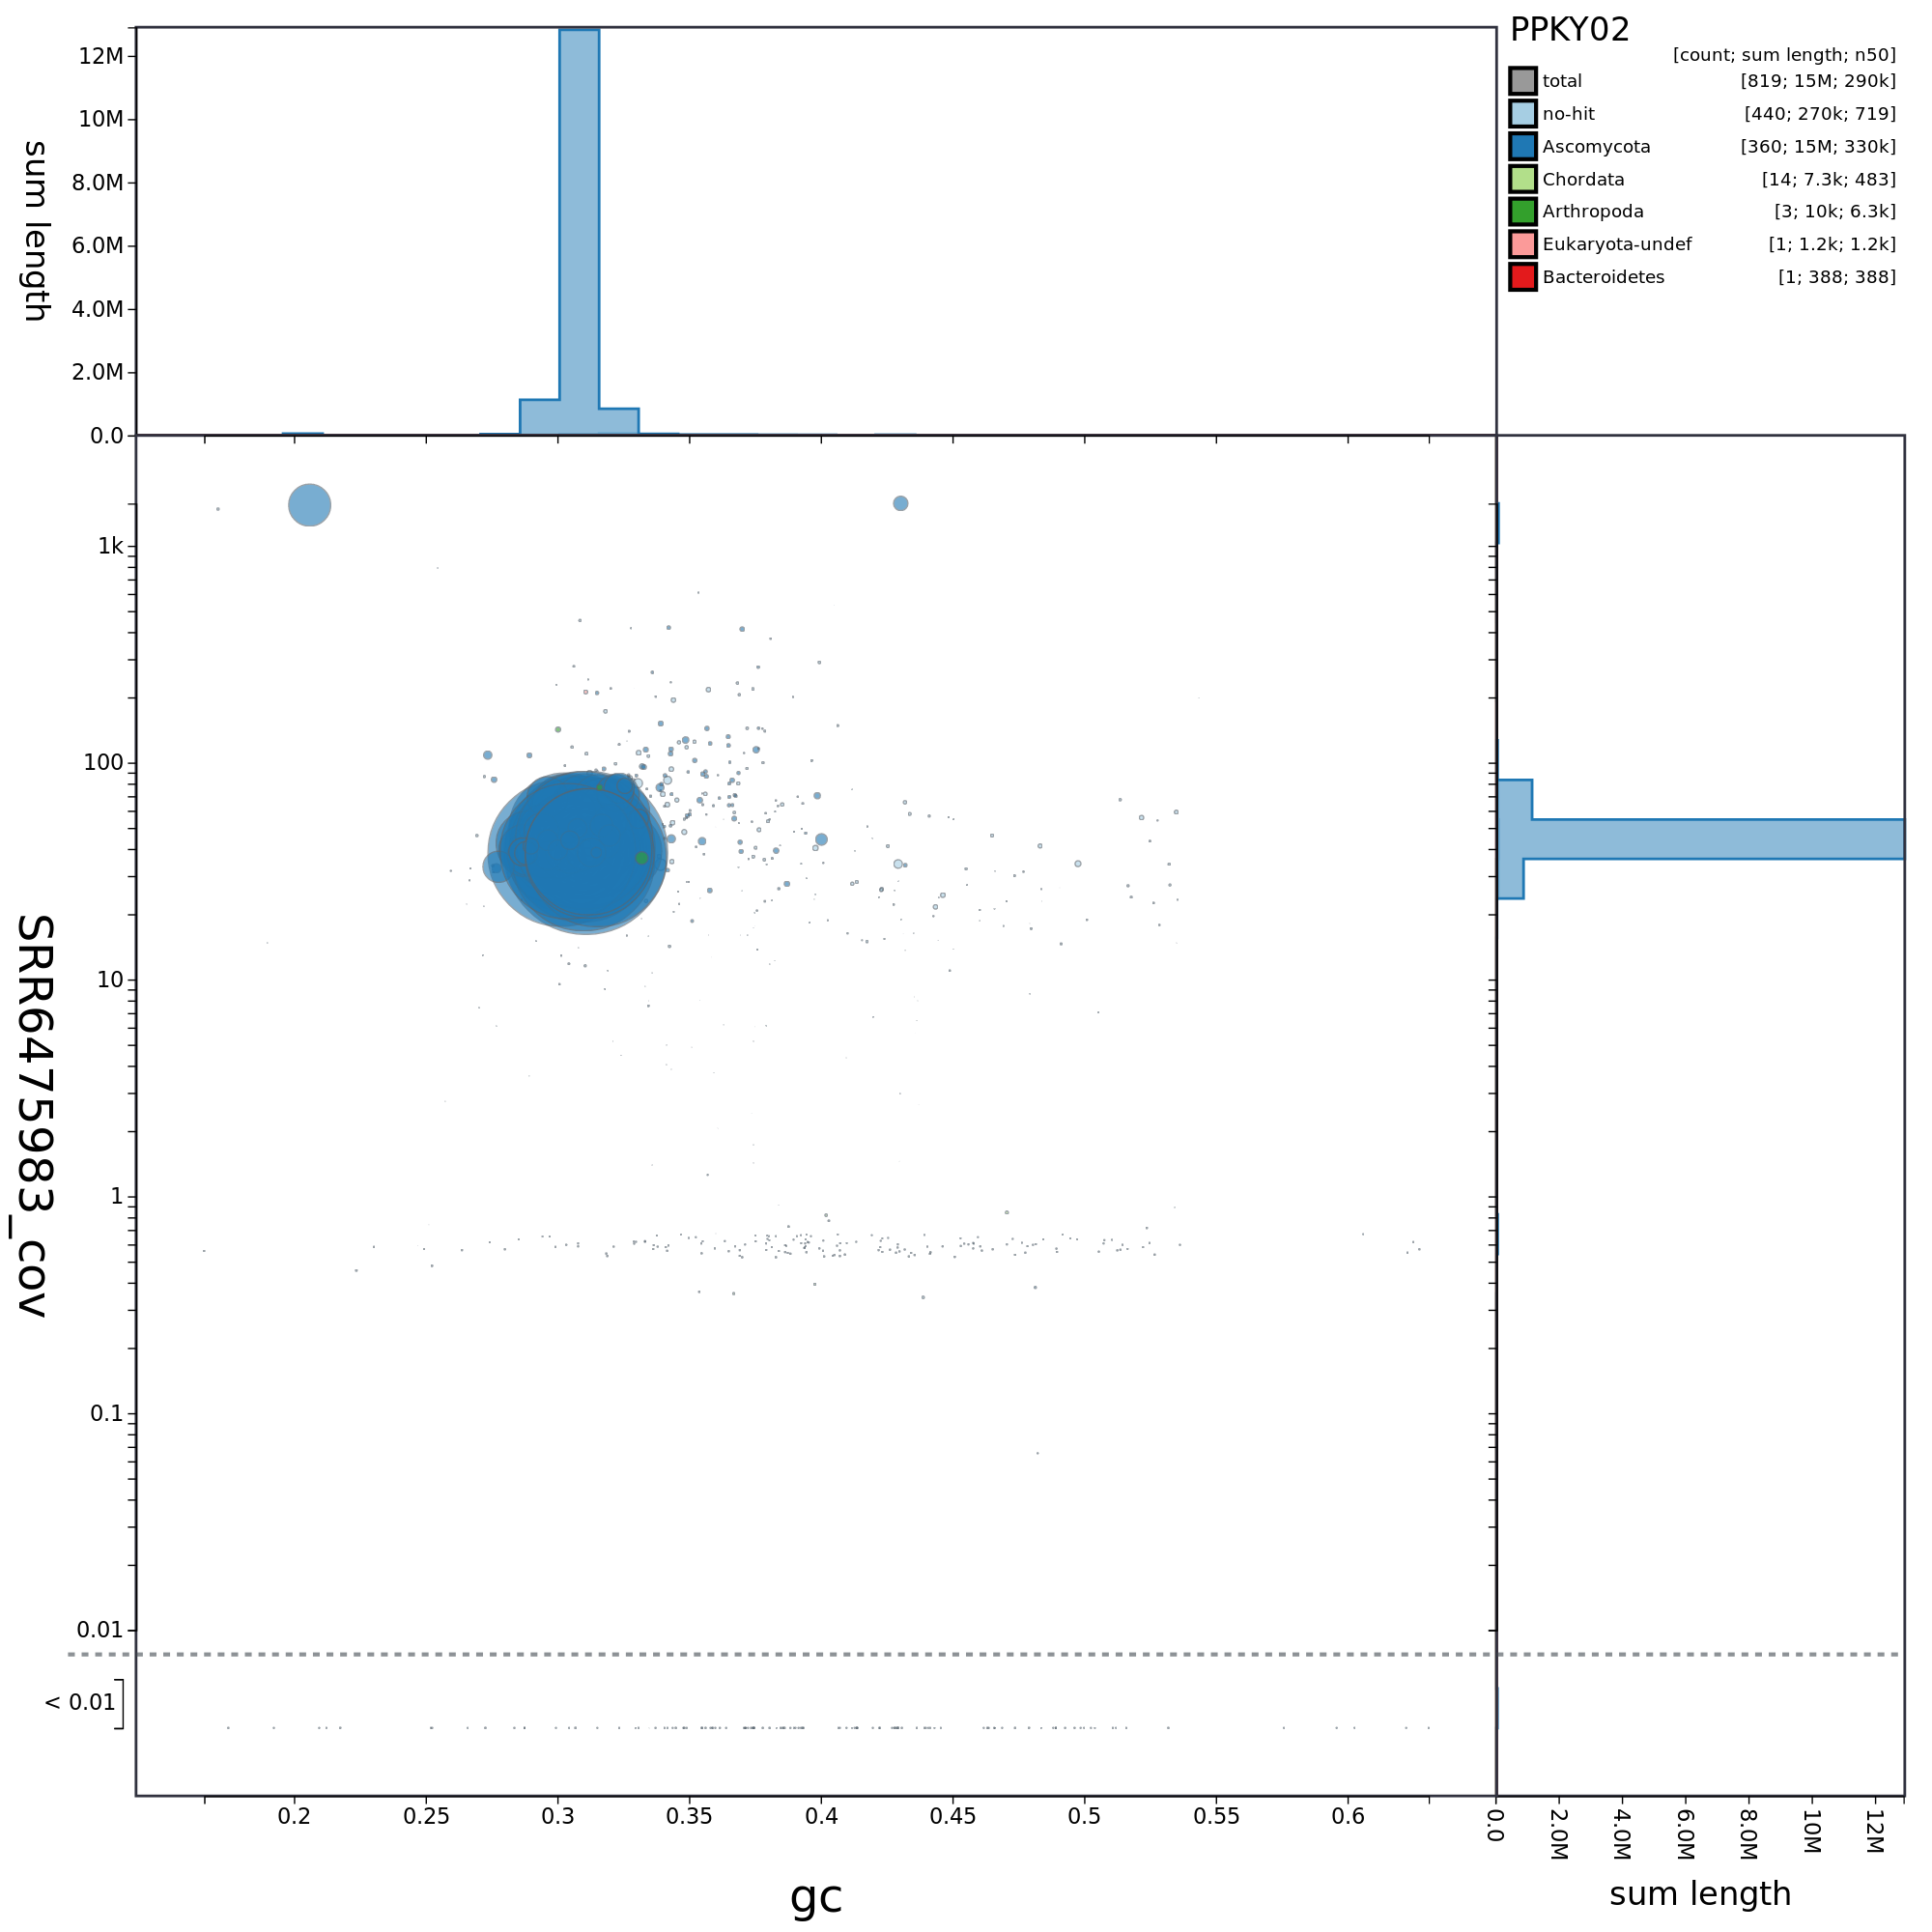 PPKY02
[count; sum length; n50]
total [819; 15M; 290k]
no-hit [440; 270k; 719]
Ascomycota [360; 15M; 330k]
Chordata [14; 7.3k; 483]
Arthropoda [3; 10k; 6.3k]
Eukaryota-undef [1; 1.2k; 1.2k]
Bacteroidetes [1; 388; 388]
sum length
12M
10M
8.0M
6.0M
4.0M
2.0M
0.0
SRR6475983_cov
1k
100
10
1
0.1
0.01
< 0.01
0.2 0.25 0.3 0.35 0.4 0.45 0.5 0.55 0.6
gc
0.0 2.0M 4.0M 6.0M 8.0M 10M 12M
sum length